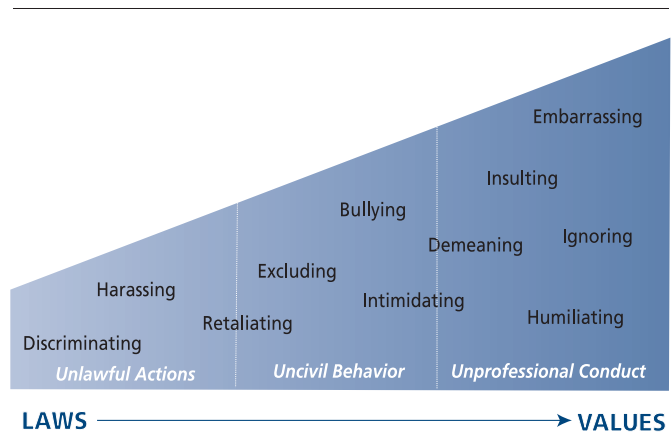 Embarrassing
Insulting
Bullying
Ignoring
Demeaning
Excluding
Harassing
Intimidating
Retaliating
Humiliating
Discriminating
Unlawful Actions
Uncivil Behavior
Unprofessional Conduct
LAWS
VALUES